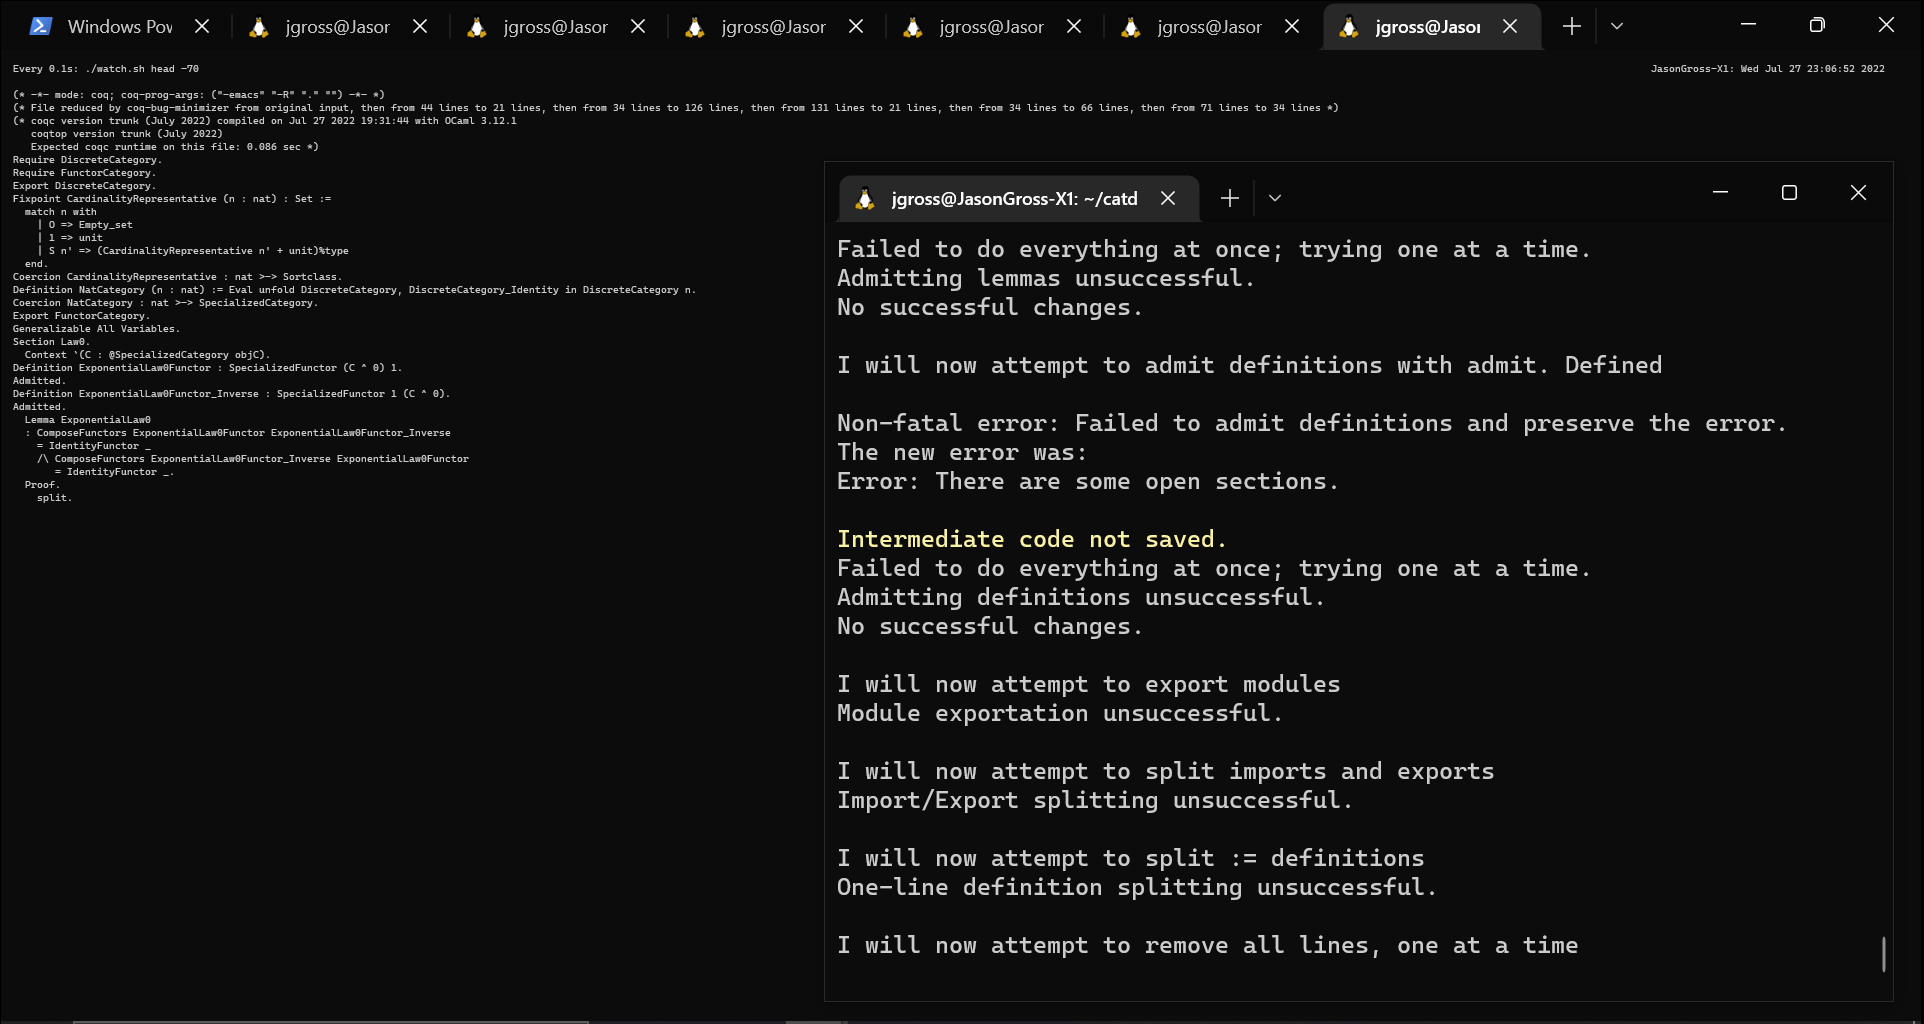 Windows Pov
jgross@Jasor
jgross@Jasor
jgross@Jasor
jgross@Jasor
jgross@Jasor
jgross@Jasor
Every 0.1s: ./watch.sh head -70
JasonGross-X1: Wed Jul 27 23:06:52 2022
(* -*- mode: coq; coq-prog-args: ("-emacs" "-R" "." "") -*- *)
(* File reduced by coq-bug-minimizer from original input, then from 44 lines to 21 lines, then from 34 lines to 126 lines, then from 131 lines to 21 lines, then from 34 lines to 66 lines, then from 71 lines to 34 lines *)
(* coqc version trunk (July 2022) compiled on Jul 27 2022 19:31:44 with OCaml 3.12.1
   coqtop version trunk (July 2022)
   Expected coqc runtime on this file: 0.086 sec *)
Require DiscreteCategory.
Require FunctorCategory.
Export DiscreteCategory.
Fixpoint CardinalityRepresentative (n : nat) : Set :=
  match n with
    | O => Empty_set
    | 1 => unit
    | S n' => (CardinalityRepresentative n' + unit)%type
  end.
Coercion CardinalityRepresentative : nat >-> Sortclass.
Definition NatCategory (n : nat) := Eval unfold DiscreteCategory, DiscreteCategory_Identity in DiscreteCategory n.
Coercion NatCategory : nat >-> SpecializedCategory.
Export FunctorCategory.
Generalizable All Variables.
Section Law0.
  Context `(C : @SpecializedCategory objC).
Definition ExponentialLaw0Functor : SpecializedFunctor (C ^ 0) 1.
Admitted.
Definition ExponentialLaw0Functor_Inverse : SpecializedFunctor 1 (C ^ 0).
Admitted.
  Lemma ExponentialLaw0
  : ComposeFunctors ExponentialLaw0Functor ExponentialLaw0Functor_Inverse
    = IdentityFunctor _
    /\ ComposeFunctors ExponentialLaw0Functor_Inverse ExponentialLaw0Functor
       = IdentityFunctor _.
  Proof.
    split.
jgross@JasonGross-X1: ~/catd
Failed to do everything at once; trying one at a time.
Admitting lemmas unsuccessful.
No successful changes.
I will now attempt to admit definitions with admit. Defined
Non-fatal error: Failed to admit definitions and preserve the error.
The new error was:
Error: There are some open sections.
Intermediate code not saved.
Failed to do everything at once; trying one at a time.
Admitting definitions unsuccessful.
No successful changes.
I will now attempt to export modules
Module exportation unsuccessful.
I will now attempt to split imports and exports
Import/Export splitting unsuccessful.
I will now attempt to split := definitions
One-line definition splitting unsuccessful.
I will now attempt to remove all lines, one at a time